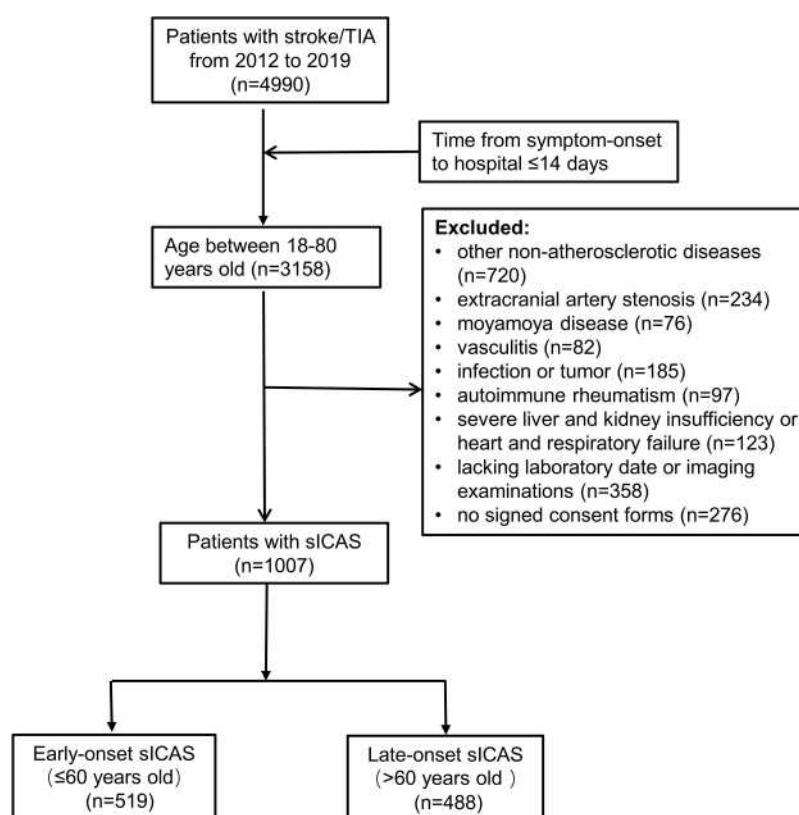 Patients with stroke/TIA
from 2012 to 2019
(n=4990)
Time from symptom-onset
to hospital ≤14 days
Age between 18-80
years old (n=3158)
Excluded:
• other non-atherosclerotic diseases
(n=720)
• extracranial artery stenosis (n=234)
• moyamoya disease (n=76)
• vasculitis (n=82)
• infection or tumor (n=185)
• autoimmune rheumatism (n=97)
• severe liver and kidney insufficiency or
heart and respiratory failure (n=123)
• lacking laboratory date or imaging
examinations (n=358)
• no signed consent forms (n=276)
Patients with sICAS
(n=1007)
Early-onset sICAS
(≤60 years old)
(n=519)
Late-onset sICAS
(>60 years old )
(n=488)